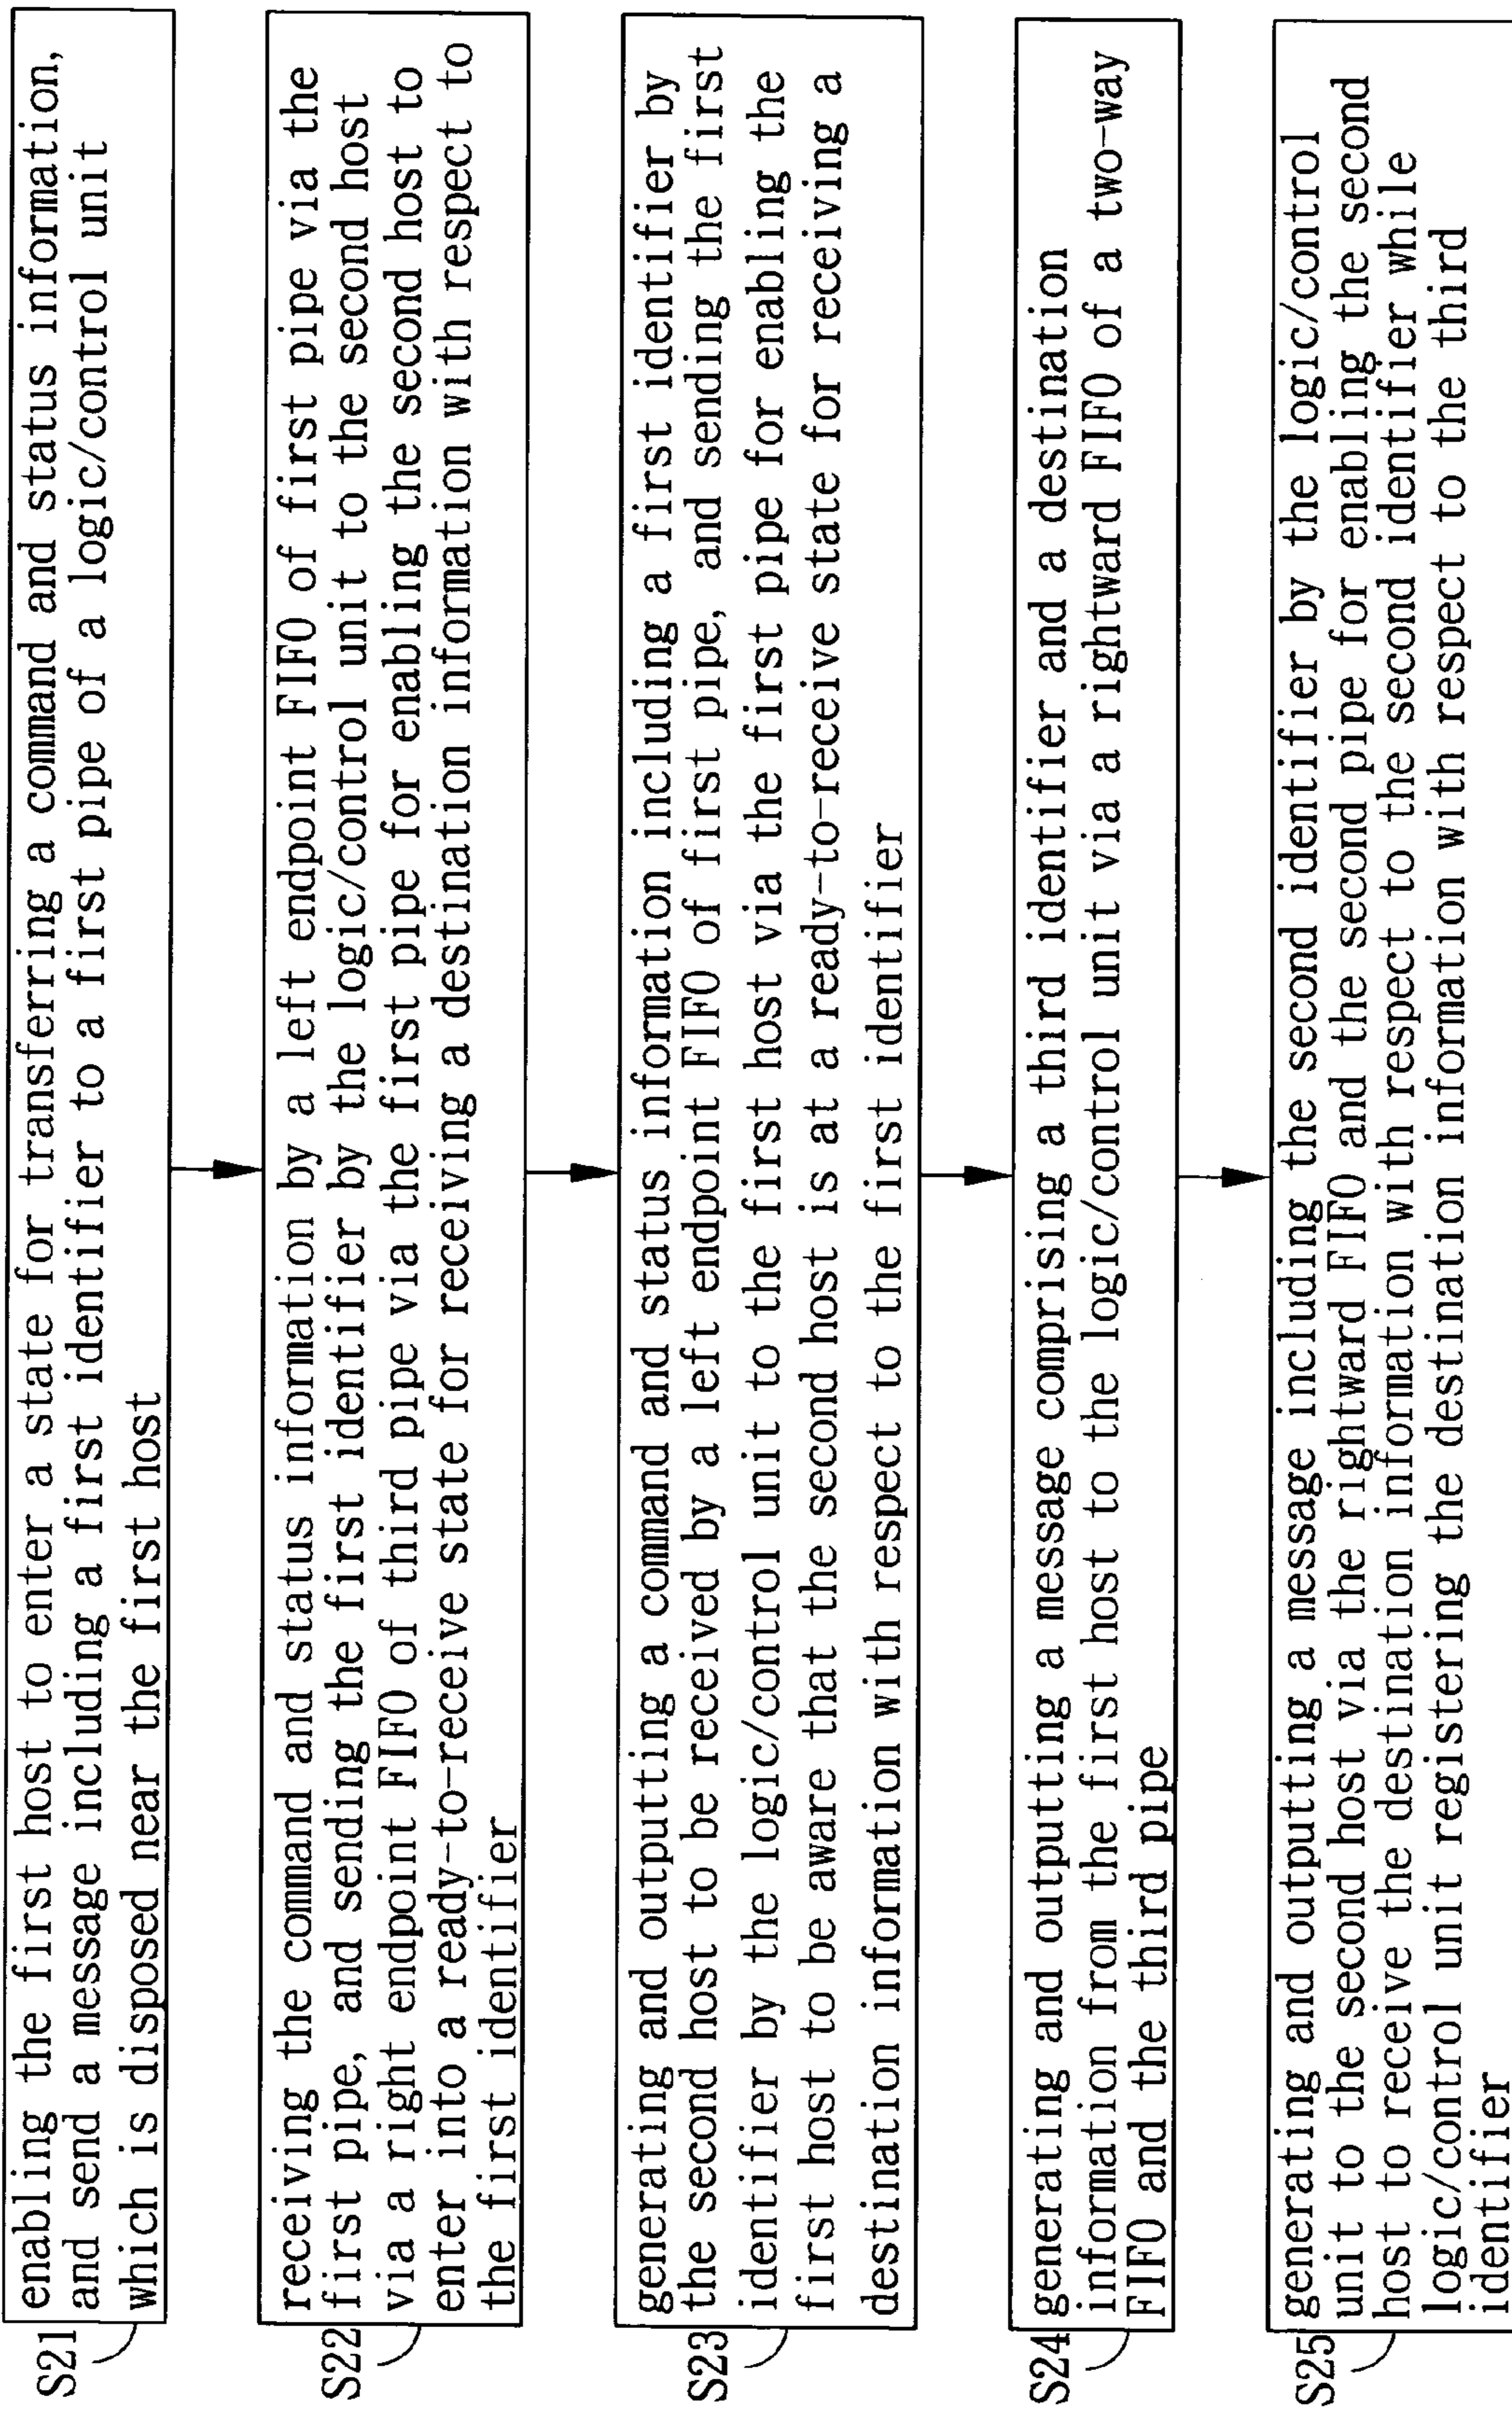 S21
enabling the first host to enter a state for transferring a command and status information,
and send a message including a first identifier to a first pipe of a logic/control unit
which is disposed near the first host
S22
receiving the command and status information by a left endpoint FIFO of first pipe via the
first pipe, and sending the first identifier by the logic/control unit to the second host
via a right endpoint FIFO of third pipe via the first pipe for enabling the second host to
enter into a ready-to-receive state for receiving a destination information with respect to
the first identifier
S23
generating and outputting a command and status information including a first identifier by
the second host to be received by a left endpoint FIFO of first pipe, and sending the first
identifier by the logic/control unit to the first host via the first pipe for enabling the
first host to be aware that the second host is at a ready-to-receive state for receiving a
destination information with respect to the first identifier
S24
generating and outputting a message comprising a third identifier and a destination
information from the first host to the logic/control unit via a rightward FIFO of a two-way
FIFO and the third pipe
S25
generating and outputting a message including the second identifier by the logic/control
unit to the second host via the rightward FIFO and the second pipe for enabling the second
host to receive the destination information with respect to the second identifier while
logic/control unit registering the destination information with respect to the third
identifier